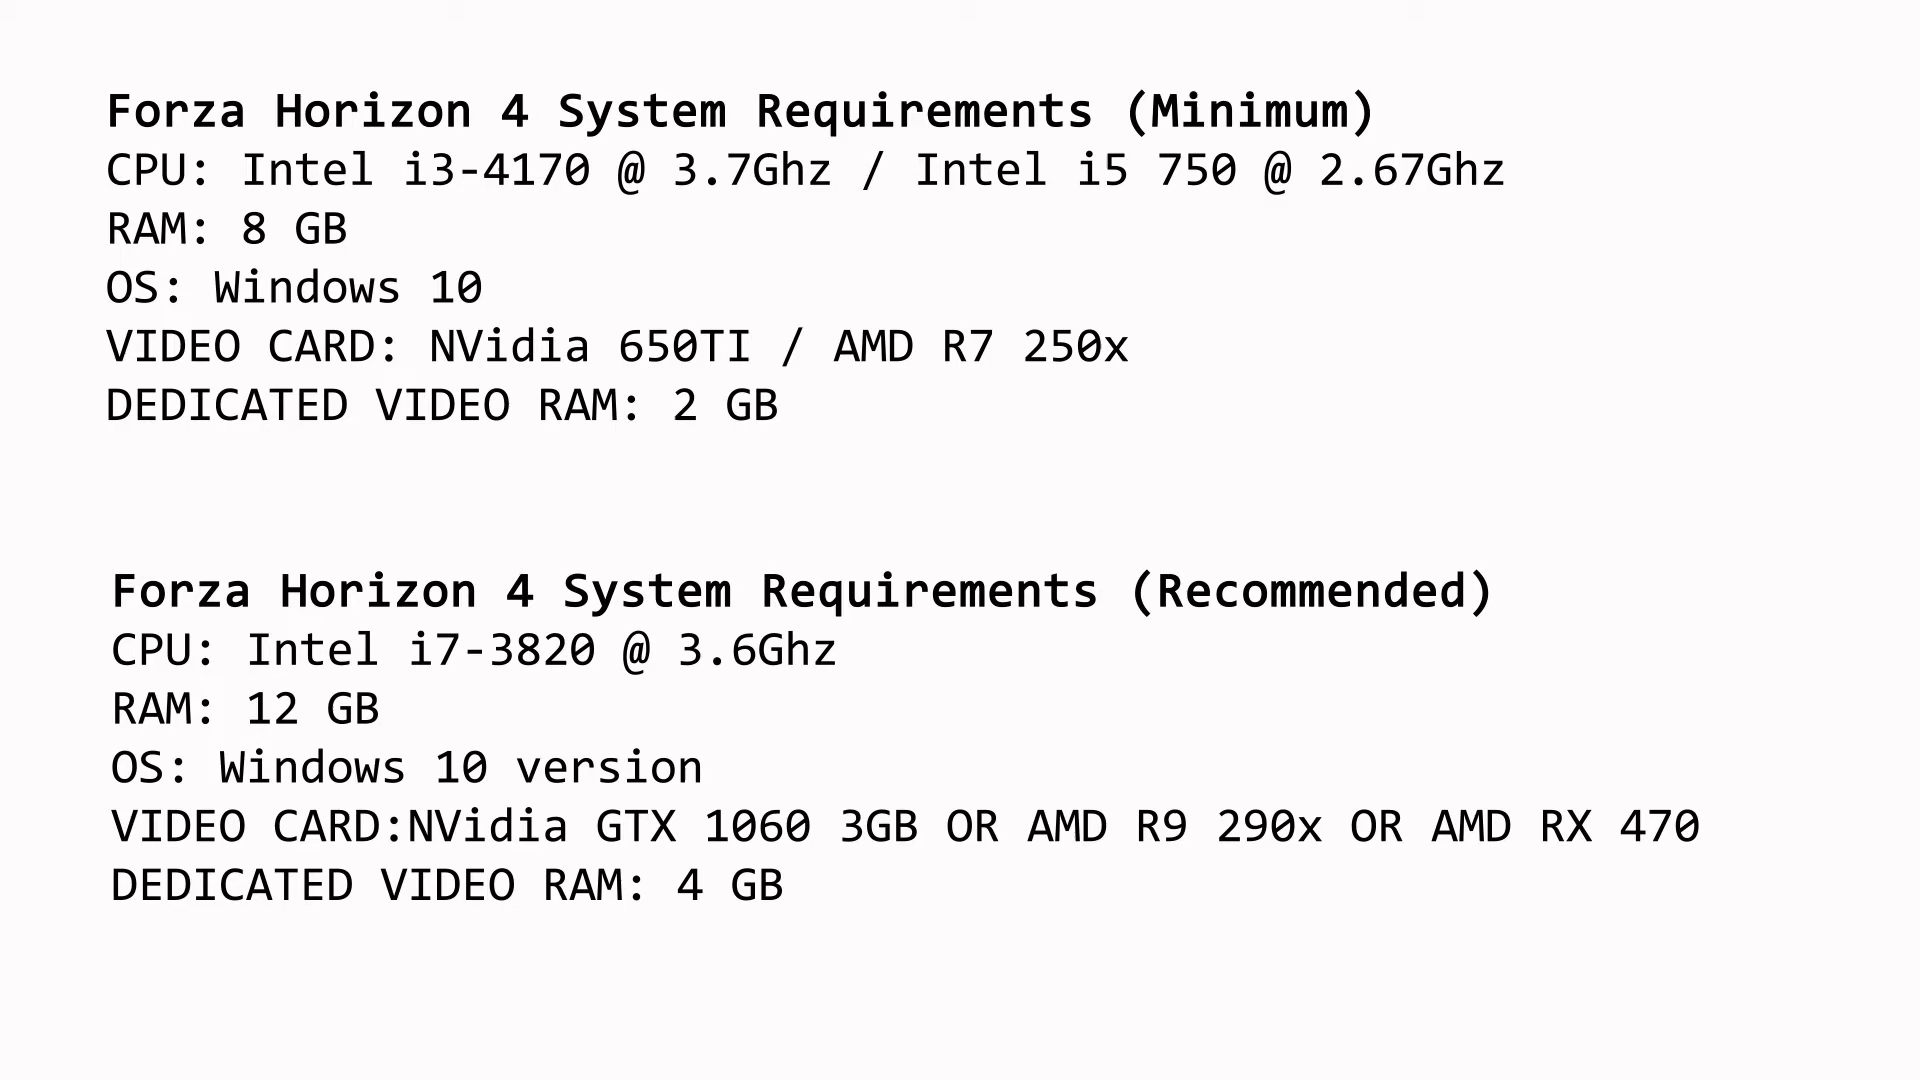 Forza Horizon 4 System Requirements (Minimum)
CPU: Intel i3-4170 @ 3.7Ghz / Intel i5 750 @ 2.67Ghz
RAM: 8 GB
OS: Windows 10
VIDEO CARD: NVidia 650TI / AMD R7 250x
DEDICATED VIDEO RAM: 2 GB
Forza Horizon 4 System Requirements (Recommended)
CPU: Intel i7-3820 @ 3.6Ghz
RAM: 12 GB
OS: Windows 10 version
VIDEO CARD:NVidia GTX 1060 3GB OR AMD R9 290x OR AMD RX 470
DEDICATED VIDEO RAM: 4 GB